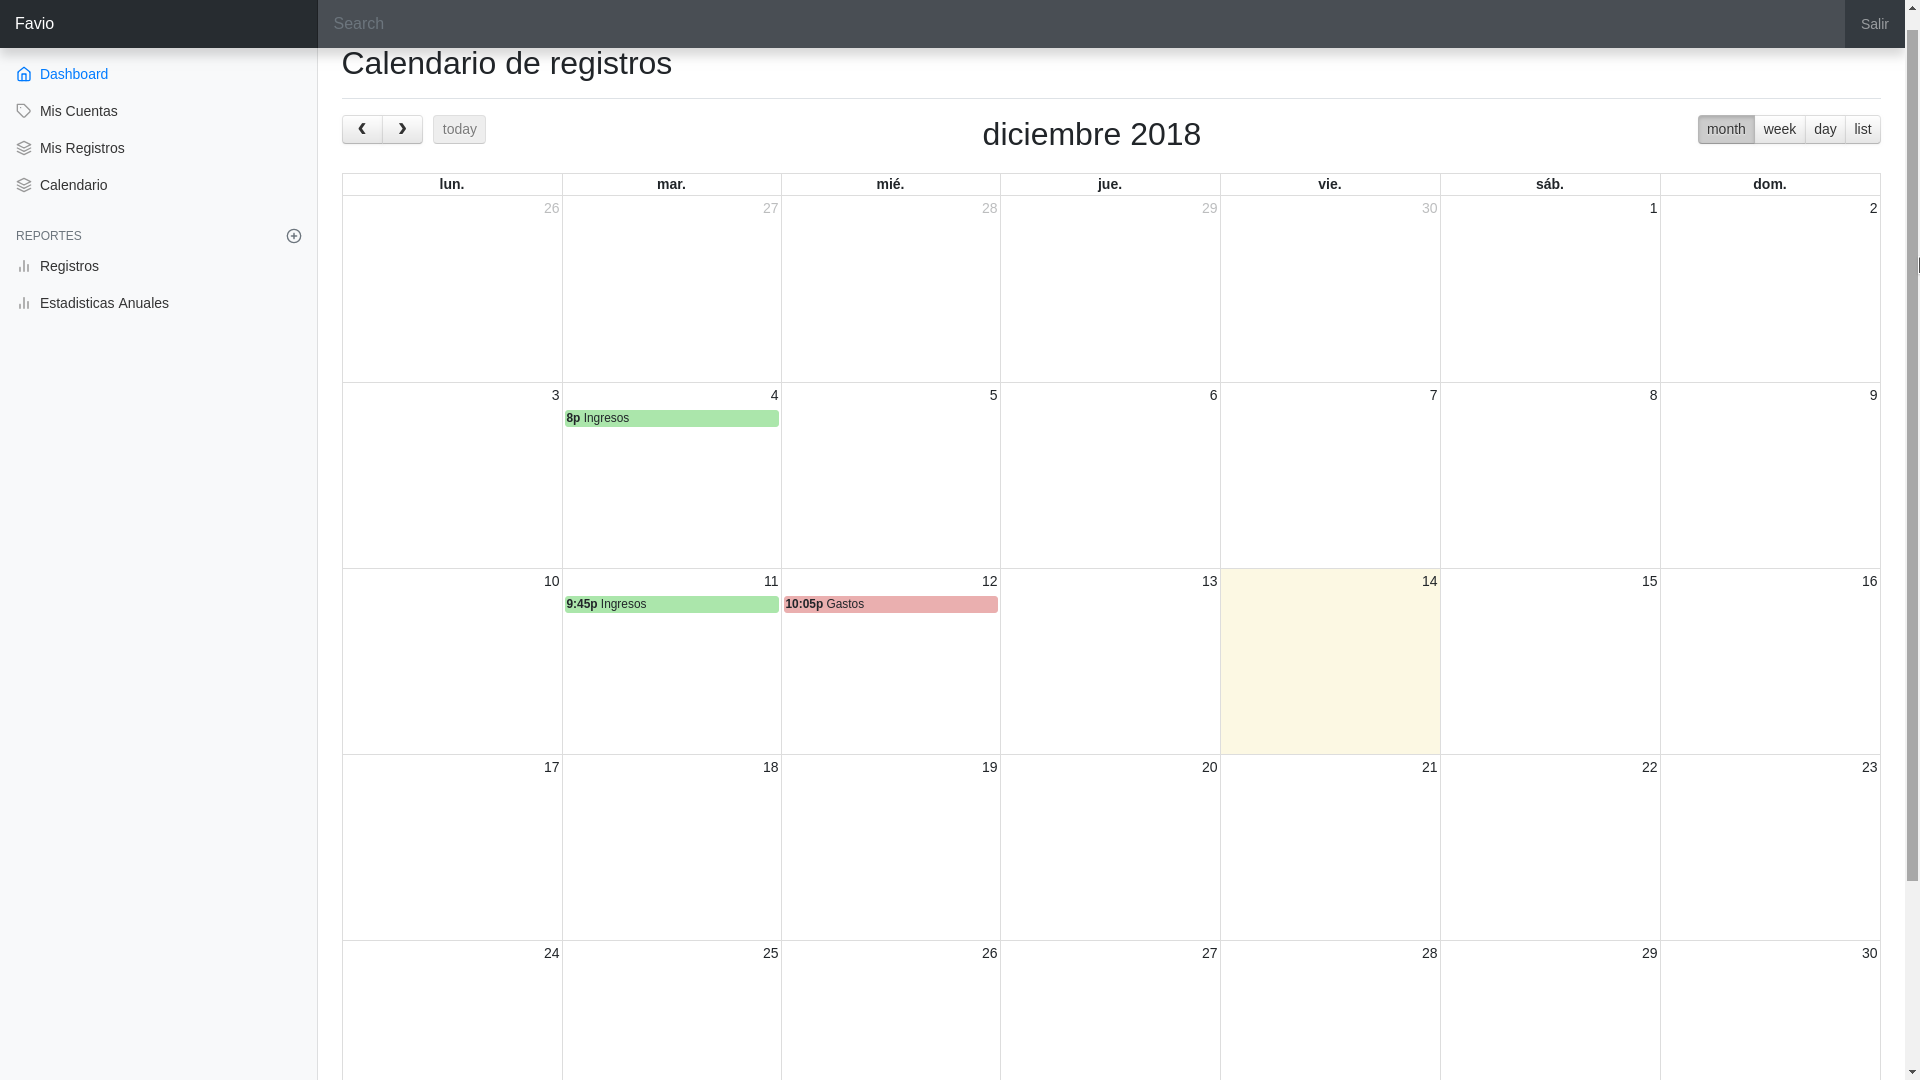 Favio
Search
Salir
Dashboard
Mis Cuentas
Mis Registros
Calendario
REPORTES
Registros
Estadisticas Anuales
Calendario de registros
today
diciembre 2018
month week day list
lun. mar. mié. jue. vie. sáb. dom.
26 27 28 29 30 1 2
3 4 5 6 7 8 9
8p Ingresos
10 11 12 13 14 15 16
9:45p Ingresos 10:05p Gastos
17 18 19 20 21 22 23
24 25 26 27 28 29 30